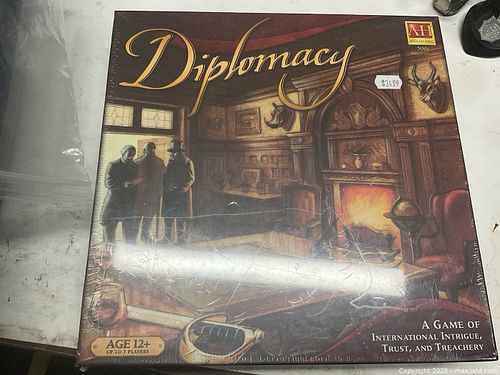 Diplomacy
AH
$34.99
AGE 12+
UP TO 7 PLAYERS
A GAME OF
INTERNATIONAL INTRIGUE,
TRUST, AND TREACHERY
Copyright 2025 - maxsold.com